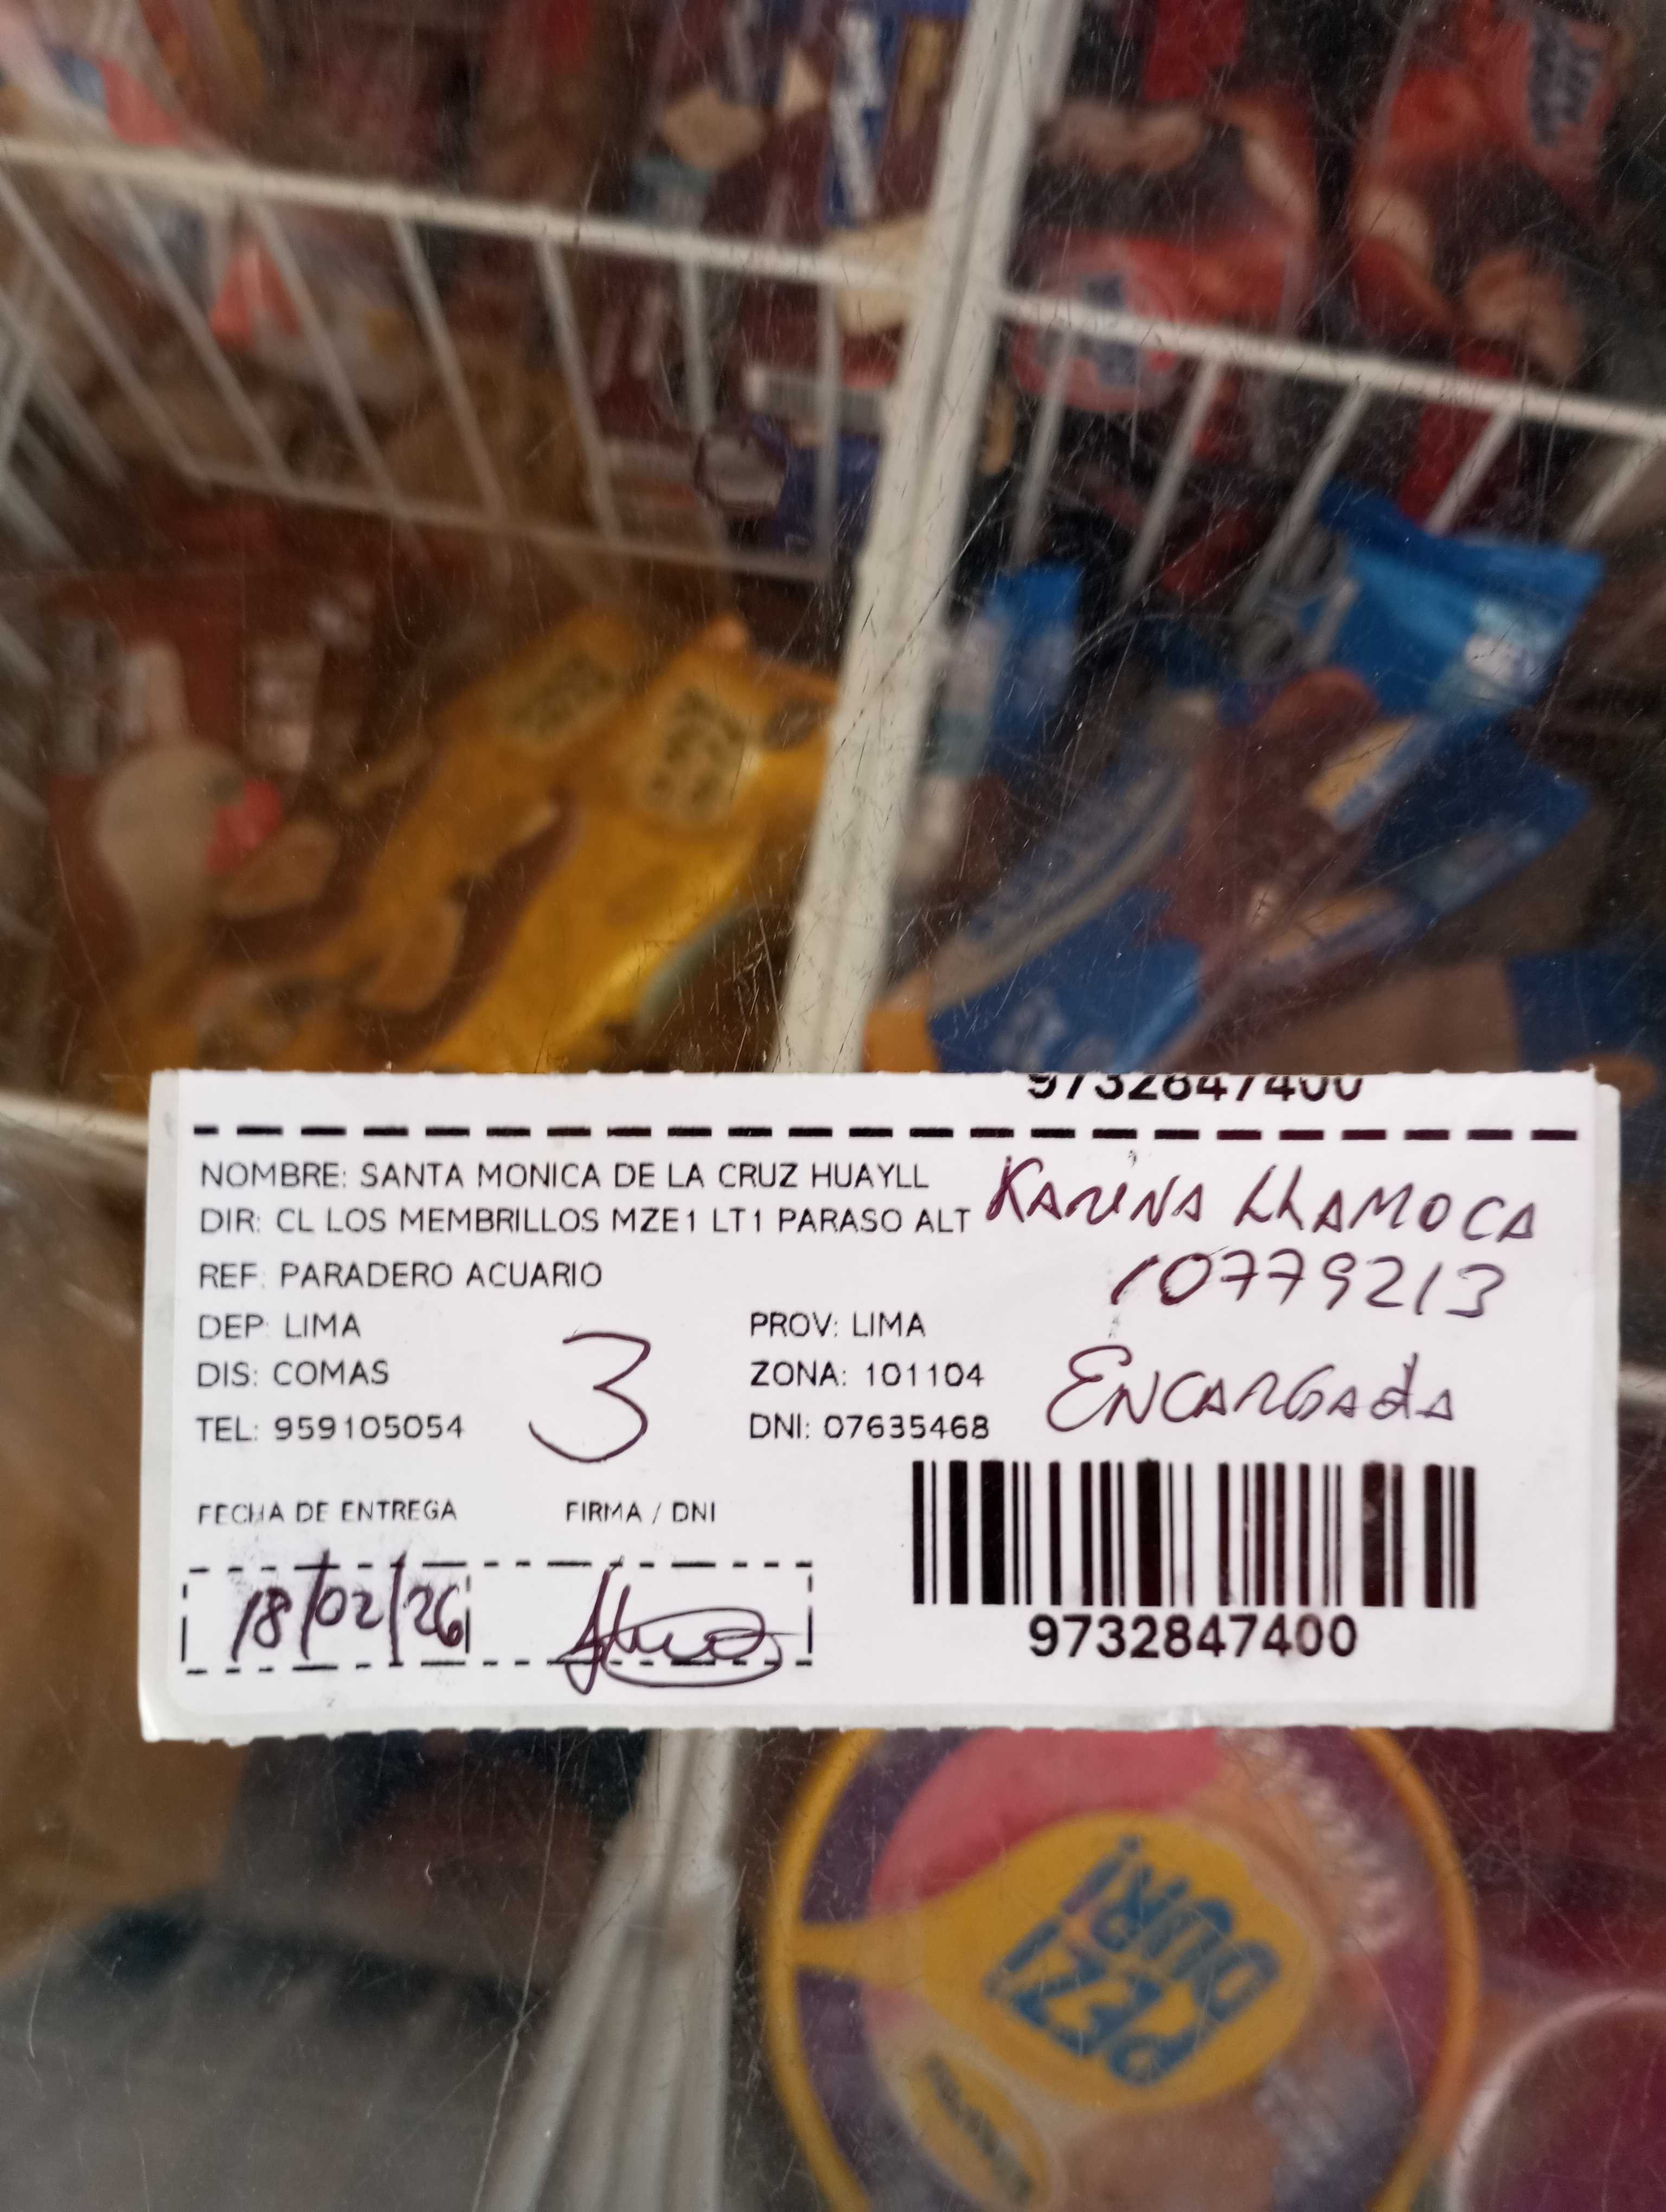 9732847400
NOMBRE: SANTA MONICA DE LA CRUZ HUAYLL
DIR: CL LOS MEMBRILLOS MZE1 LT1 PARASO ALT
KARINA LLAMOCA
REF: PARADERO ACUARIO
10779213
DEP: LIMA
PROV: LIMA
DIS: COMAS
3
ZONA: 101104
ENCARGADA
TEL: 959105054
DNI: 07635468
FECHA DE ENTREGA
FIRMA / DNI
18/02/26
9732847400
PEZI
DURI